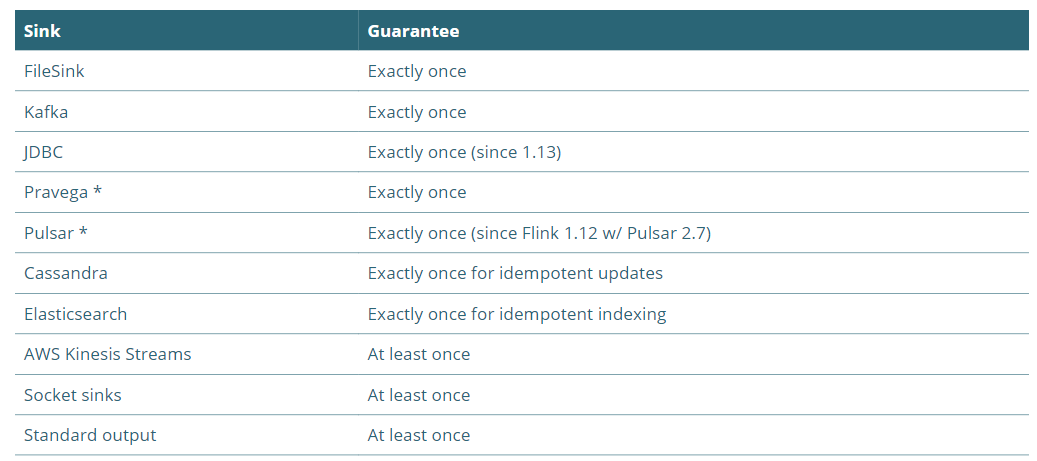 Sink Guarantee
FileSink Exactly once
Kafka Exactly once
JDBC Exactly once (since 1.13)
Pravega * Exactly once
Pulsar * Exactly once (since Flink 1.12 w/ Pulsar 2.7)
Cassandra Exactly once for idempotent updates
Elasticsearch Exactly once for idempotent indexing
AWS Kinesis Streams At least once
Socket sinks At least once
Standard output At least once